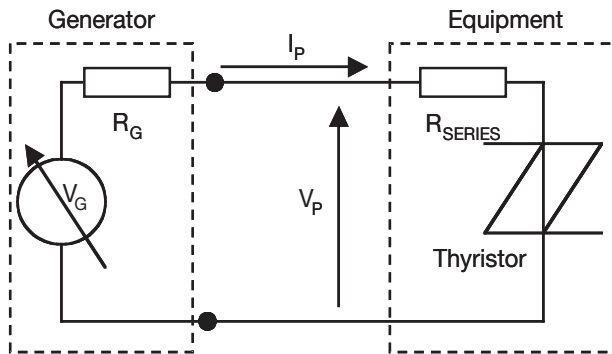 Generator
Equipment
I_P
R_G
R_SERIES
V_G
V_P
Thyristor